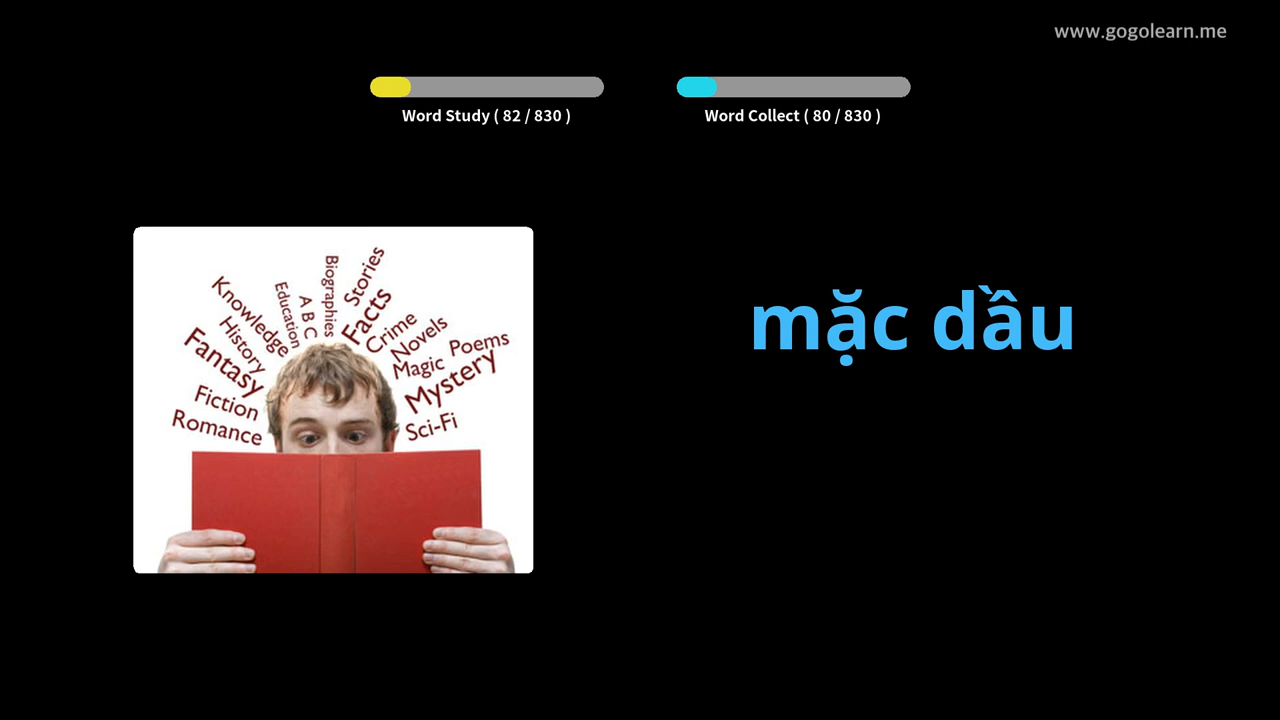 www.gogolearn.me
Word Study ( 82 / 830 )
Word Collect ( 80 / 830 )
mặc dầu
Romance
Fiction
Fantasy
History
Knowledge
Education
A B C
Biographies
Stories
Facts
Crime
Novels
Magic
Poems
Mystery
Sci-Fi